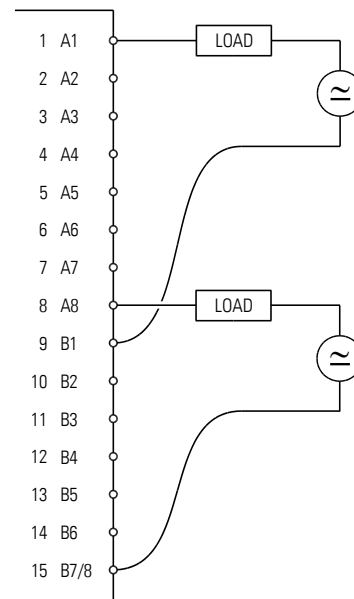 1 A1
LOAD
2 A2
≃
3 A3
4 A4
5 A5
6 A6
7 A7
8 A8
LOAD
9 B1
≃
10 B2
11 B3
12 B4
13 B5
14 B6
15 B7/8